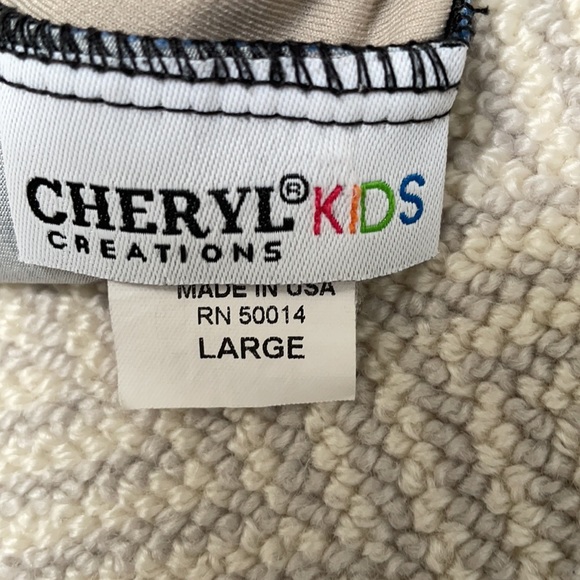 CHERYL® KIDS
CREATIONS
MADE IN USA
RN 50014
LARGE